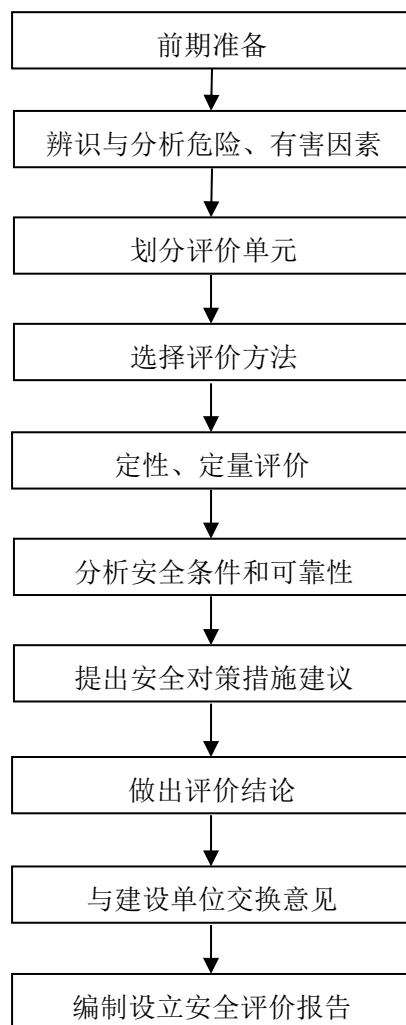 前期准备
辨识与分析危险、有害因素
划分评价单元
选择评价方法
定性、定量评价
分析安全条件和可靠性
提出安全对策措施建议
做出评价结论
与建设单位交换意见
编制设立安全评价报告